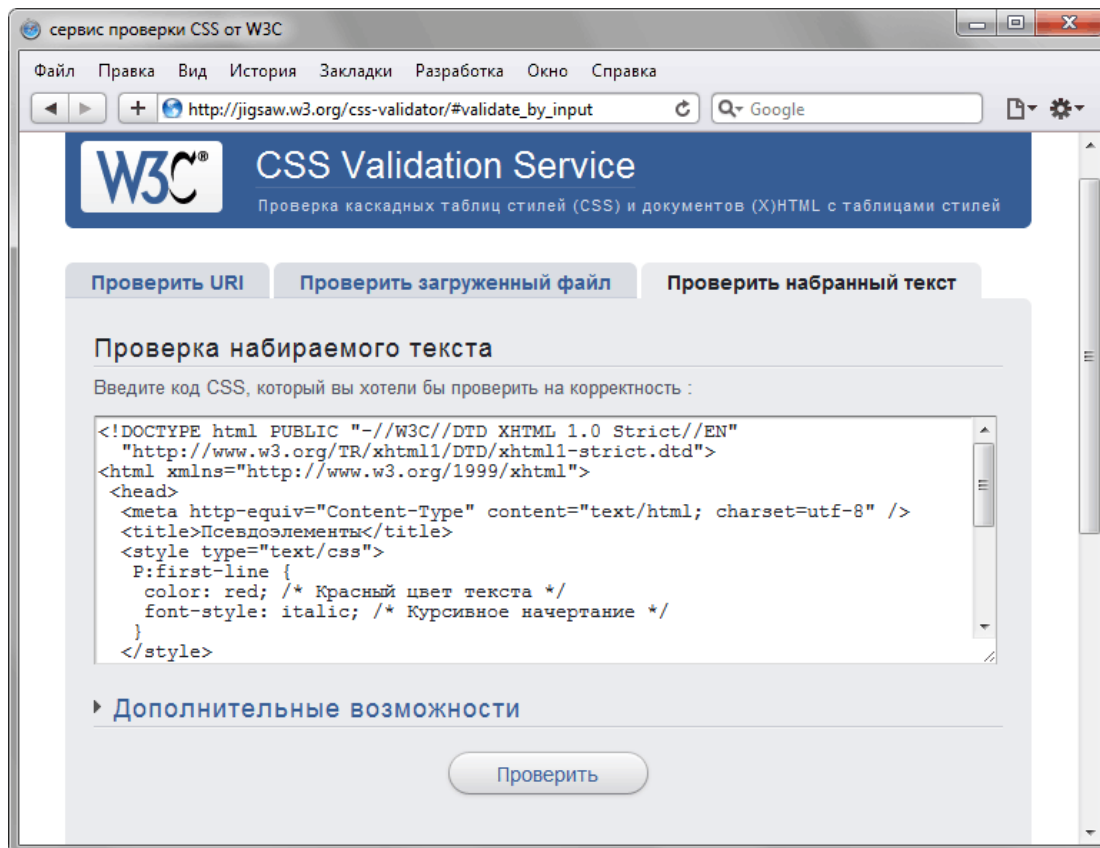 сервис проверки CSS от W3C
Файл Правка Вид История Закладки Разработка Окно Справка
http://jigsaw.w3.org/css-validator/#validate_by_input Google
W3C® CSS Validation Service
Проверка каскадных таблиц стилей (CSS) и документов (X)HTML с таблицами стилей
Проверить URI Проверить загруженный файл Проверить набранный текст
Проверка набираемого текста
Введите код CSS, который вы хотели бы проверить на корректность :
<!DOCTYPE html PUBLIC "-//W3C//DTD XHTML 1.0 Strict//EN"
"http://www.w3.org/TR/xhtml1/DTD/xhtml1-strict.dtd">
<html xmlns="http://www.w3.org/1999/xhtml">
<head>
<meta http-equiv="Content-Type" content="text/html; charset=utf-8" />
<title>Псевдоэлементы</title>
<style type="text/css">
P:first-line {
color: red; /* Красный цвет текста */
font-style: italic; /* Курсивное начертание */
}
</style>
Дополнительные возможности
Проверить